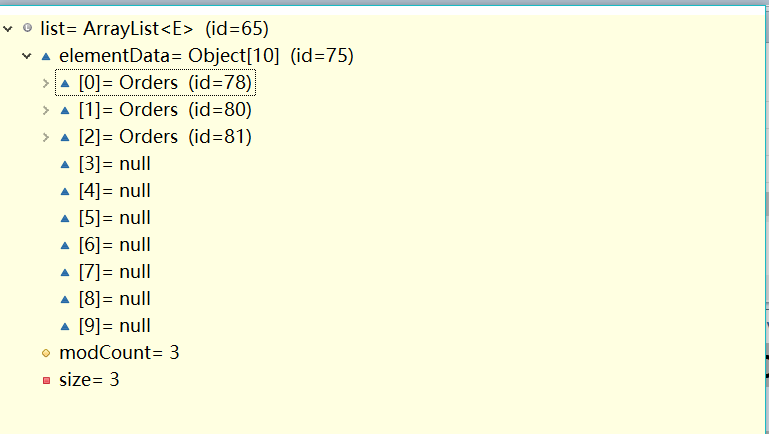 list= ArrayList<E> (id=65)
elementData= Object[10] (id=75)
[0]= Orders (id=78)
[1]= Orders (id=80)
[2]= Orders (id=81)
[3]= null
[4]= null
[5]= null
[6]= null
[7]= null
[8]= null
[9]= null
modCount= 3
size= 3